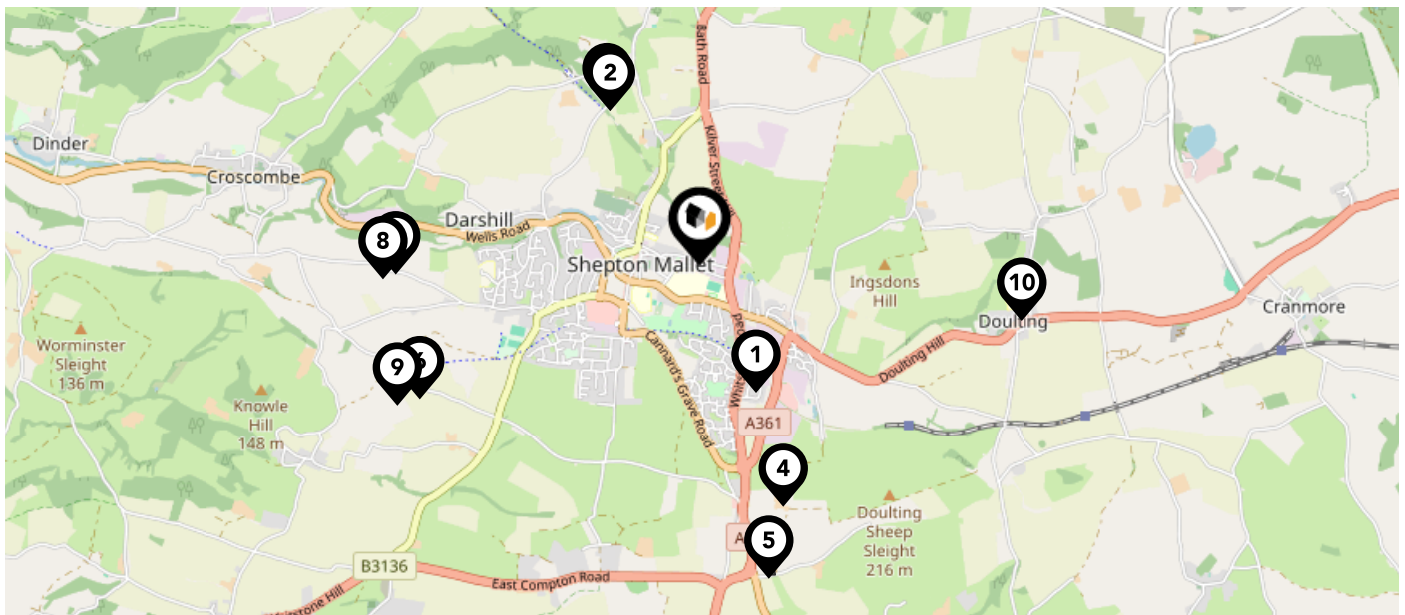 Bath Road
2
Dinder
Kilver Street
Croscombe
Darshill
Wells Road
8
Shepton Mallet
Ingsdons
Hill
10
Doulting
Cranmore
Worminster
Sleight
136 m
1
Cannard's Grave Road
Doulting Hill
9
6
Knowle
Hill
148 m
A361
4
Doulting
Sheep
Sleight
216 m
5
B3136
East Compton Road